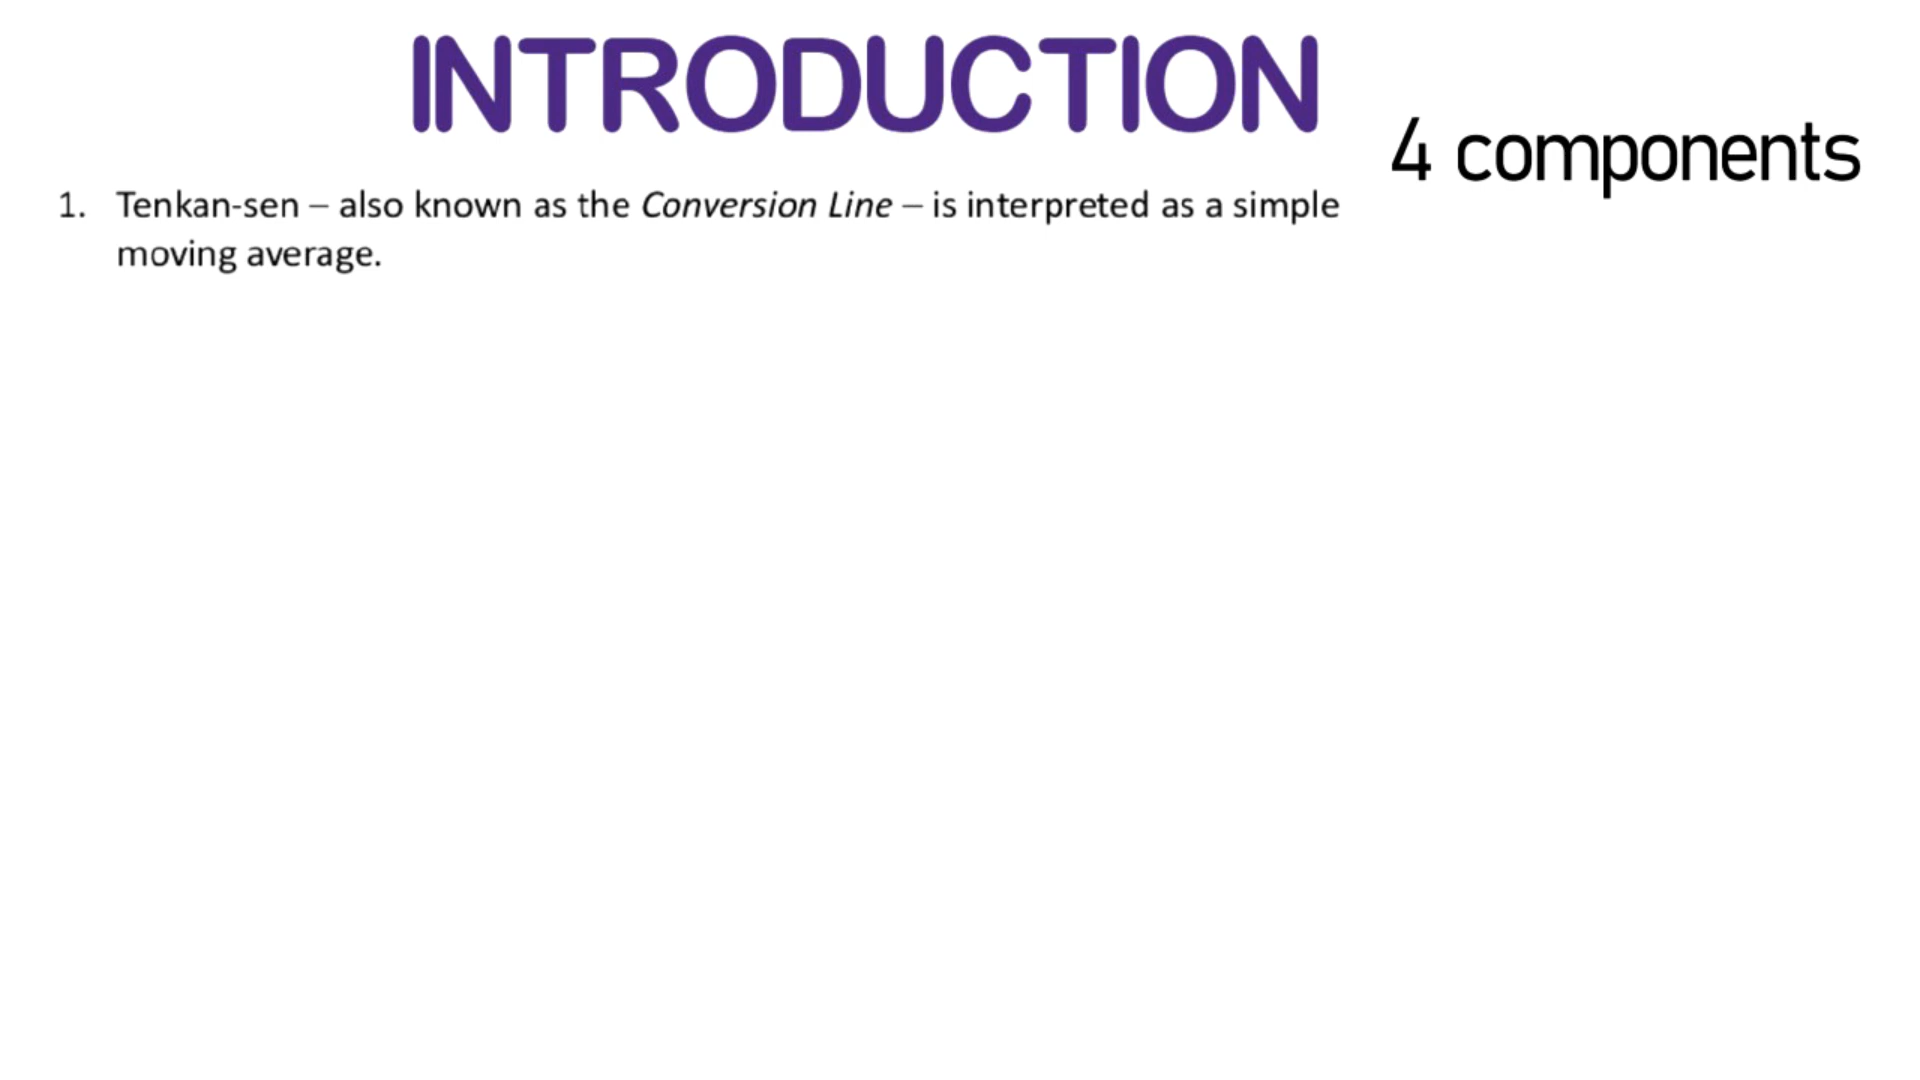 INTRODUCTION
4 components
1. Tenkan-sen – also known as the Conversion Line – is interpreted as a simple
moving average.